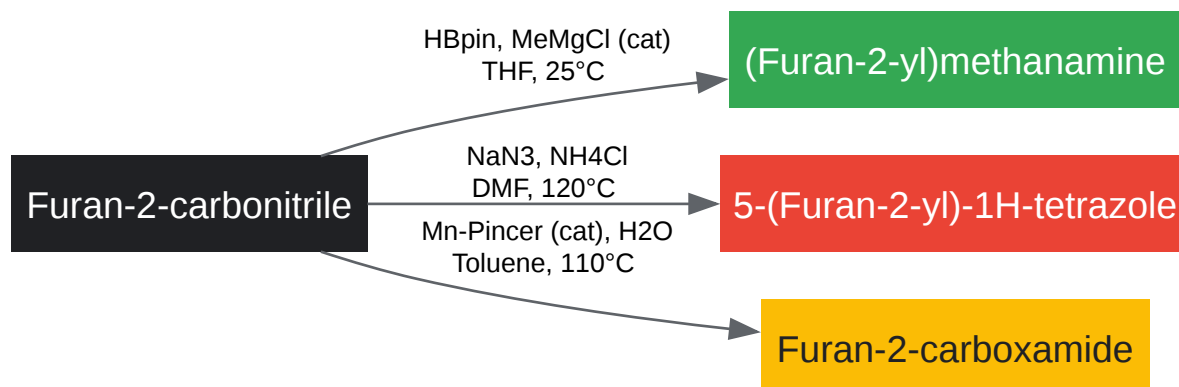 HBpin, MeMgCl (cat)
THF, 25°C
(Furan-2-yl)methanamine
Furan-2-carbonitrile
NaN3, NH4Cl
DMF, 120°C
5-(Furan-2-yl)-1H-tetrazole
Mn-Pincer (cat), H2O
Toluene, 110°C
Furan-2-carboxamide